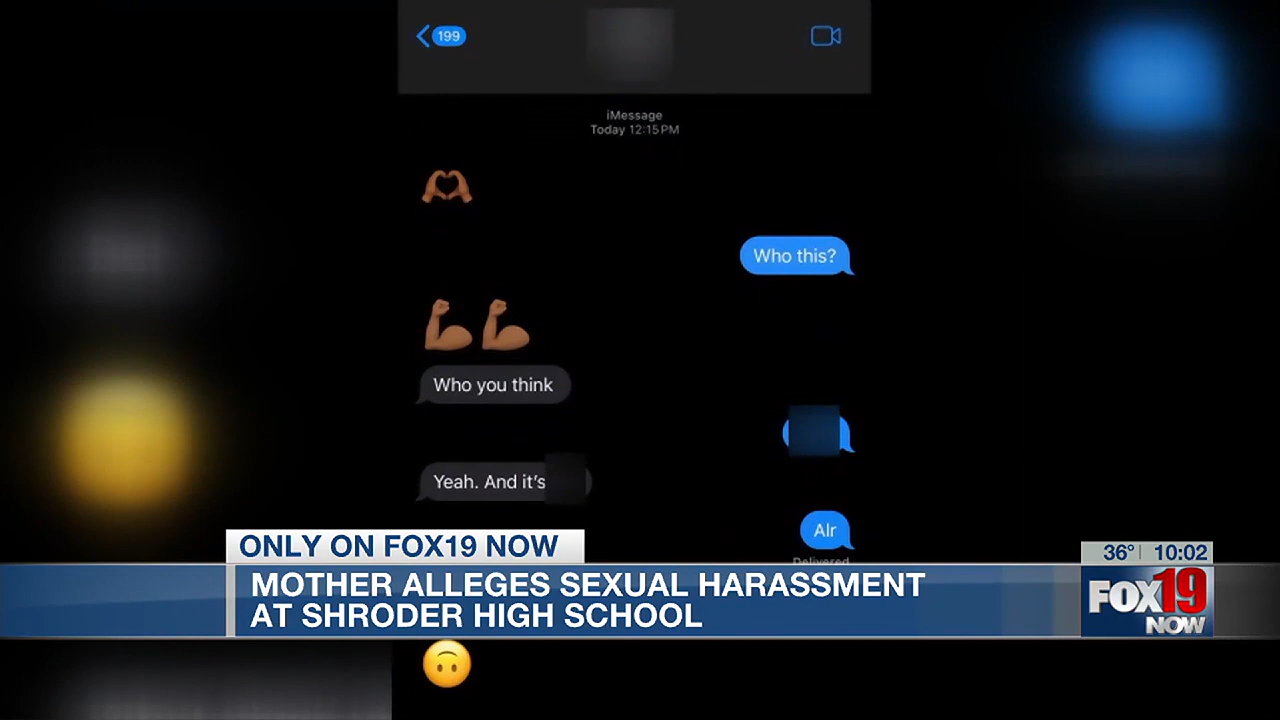 199
iMessage
Today 12:15 PM
Who this?
Who you think
Yeah. And it's
Alr
Delivered
ONLY ON FOX19 NOW
MOTHER ALLEGES SEXUAL HARASSMENT
AT SHRODER HIGH SCHOOL
36° 10:02
FOX19
NOW